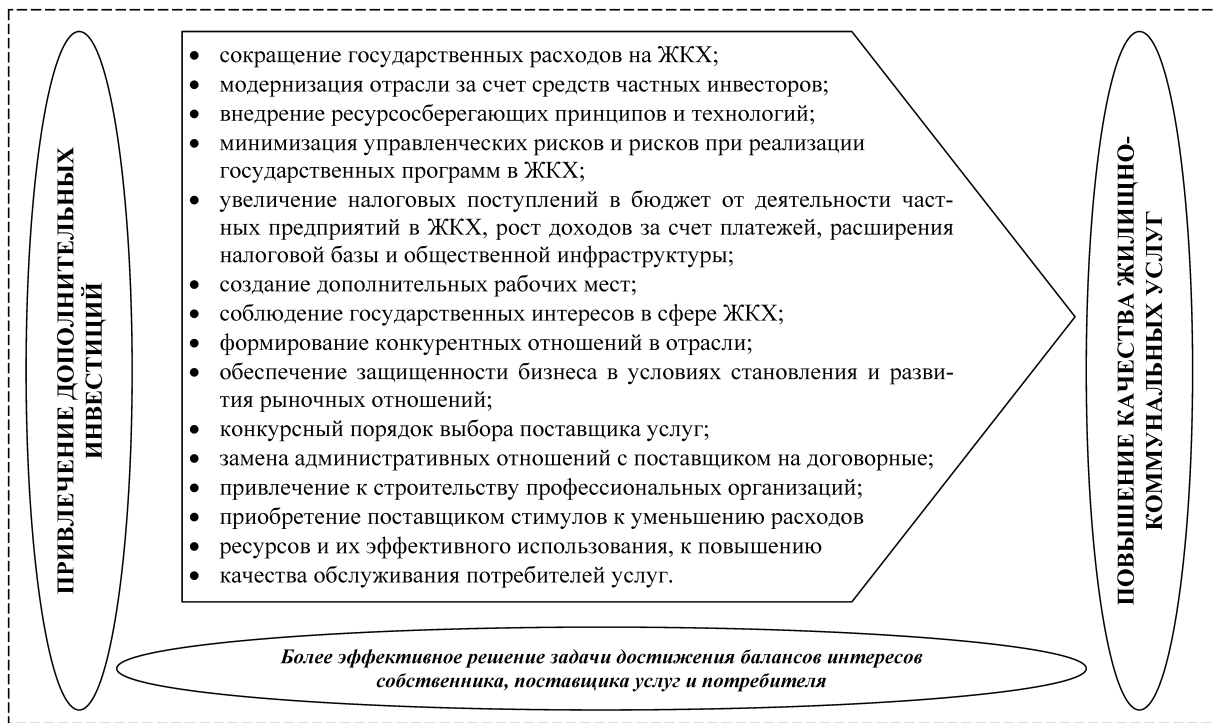 ПРИВЛЕЧЕНИЕ ДОПОЛНИТЕЛЬНЫХ
ИНВЕСТИЦИЙ
• сокращение государственных расходов на ЖКХ;
• модернизация отрасли за счет средств частных инвесторов;
• внедрение ресурсосберегающих принципов и технологий;
• минимизация управленческих рисков и рисков при реализации
государственных программ в ЖКХ;
• увеличение налоговых поступлений в бюджет от деятельности част-
ных предприятий в ЖКХ, рост доходов за счет платежей, расширения
налоговой базы и общественной инфраструктуры;
• создание дополнительных рабочих мест;
• соблюдение государственных интересов в сфере ЖКХ;
• формирование конкурентных отношений в отрасли;
• обеспечение защищенности бизнеса в условиях становления и разви-
тия рыночных отношений;
• конкурсный порядок выбора поставщика услуг;
• замена административных отношений с поставщиком на договорные;
• привлечение к строительству профессиональных организаций;
• приобретение поставщиком стимулов к уменьшению расходов
• ресурсов и их эффективного использования, к повышению
• качества обслуживания потребителей услуг.
ПОВЫШЕНИЕ КАЧЕСТВА ЖИЛИЩНО-
КОММУНАЛЬНЫХ УСЛУГ
Более эффективное решение задачи достижения балансов интересов
собственника, поставщика услуг и потребителя